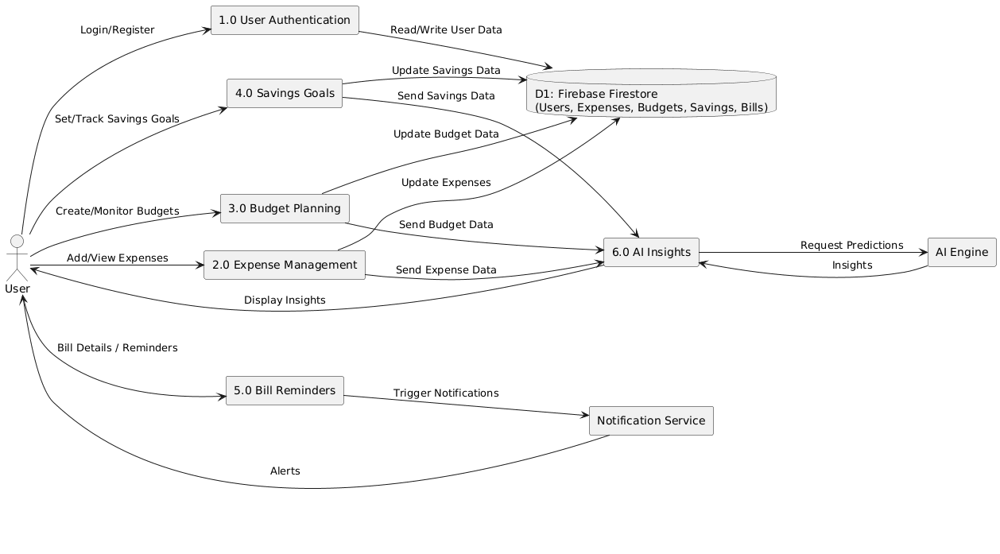 1.0 User Authentication
Login/Register
Read/Write User Data
Update Savings Data
4.0 Savings Goals
Send Savings Data
D1: Firebase Firestore
(Users, Expenses, Budgets, Savings, Bills)
Set/Track Savings Goals
Update Budget Data
Update Expenses
Create/Monitor Budgets
3.0 Budget Planning
Send Budget Data
Add/View Expenses
2.0 Expense Management
Send Expense Data
6.0 AI Insights
Request Predictions
AI Engine
Insights
User
Display Insights
Bill Details / Reminders
5.0 Bill Reminders
Trigger Notifications
Notification Service
Alerts